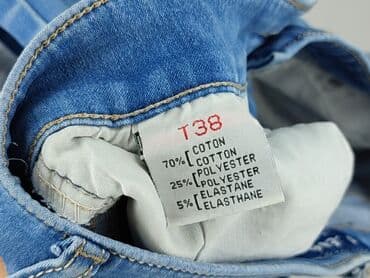 T38
COTON
70% [ COTTON
POLYESTER
25% [ POLYESTER
ELASTANE
5% [ ELASTHANE